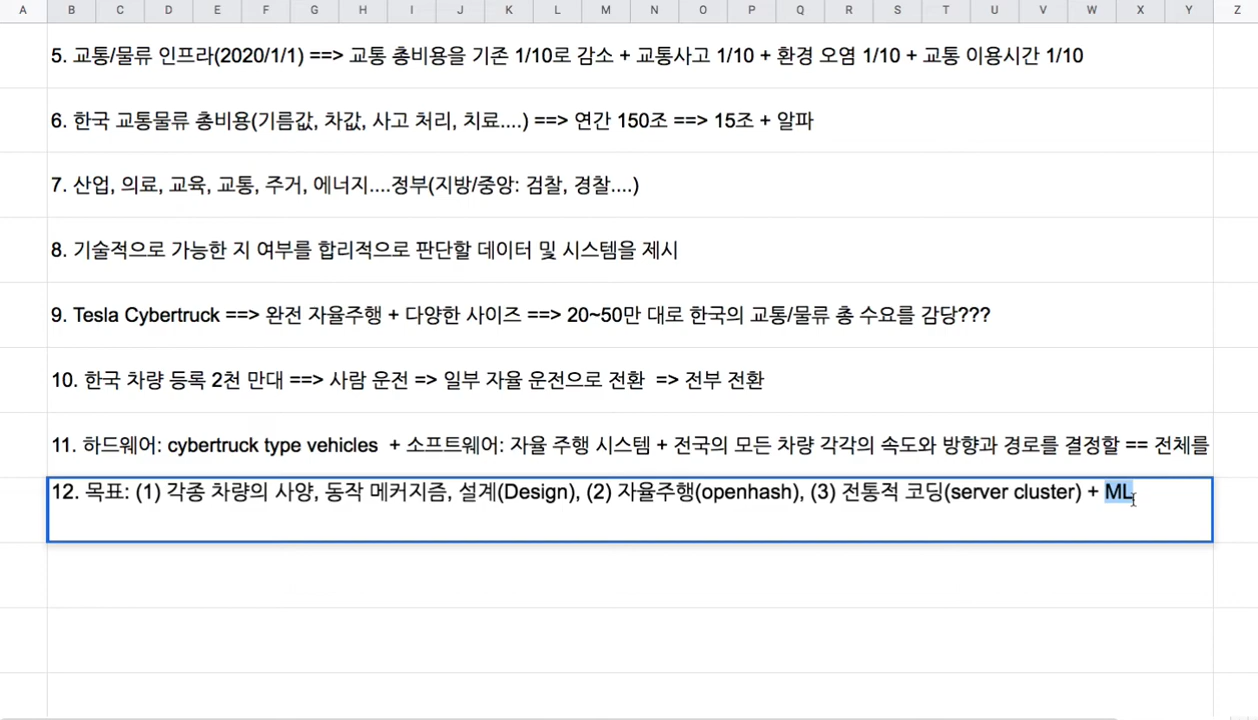 A B C D E F G H I J K L M N O P Q R S T U V W X Y Z
5. 교통/물류 인프라(2020/1/1) ==> 교통 총비용을 기존 1/10로 감소 + 교통사고 1/10 + 환경 오염 1/10 + 교통 이용시간 1/10
6. 한국 교통물류 총비용(기름값, 차값, 사고 처리, 치료....) ==> 연간 150조 ==> 15조 + 알파
7. 산업, 의료, 교육, 교통, 주거, 에너지....정부(지방/중앙: 검찰, 경찰....)
8. 기술적으로 가능한 지 여부를 합리적으로 판단할 데이터 및 시스템을 제시
9. Tesla Cybertruck ==> 완전 자율주행 + 다양한 사이즈 ==> 20~50만 대로 한국의 교통/물류 총 수요를 감당???
10. 한국 차량 등록 2천 만대 ==> 사람 운전 => 일부 자율 운전으로 전환 => 전부 전환
11. 하드웨어: cybertruck type vehicles + 소프트웨어: 자율 주행 시스템 + 전국의 모든 차량 각각의 속도와 방향과 경로를 결정할 == 전체를
12. 목표: (1) 각종 차량의 사양, 동작 메커지즘, 설계(Design), (2) 자율주행(openhash), (3) 전통적 코딩(server cluster) + ML